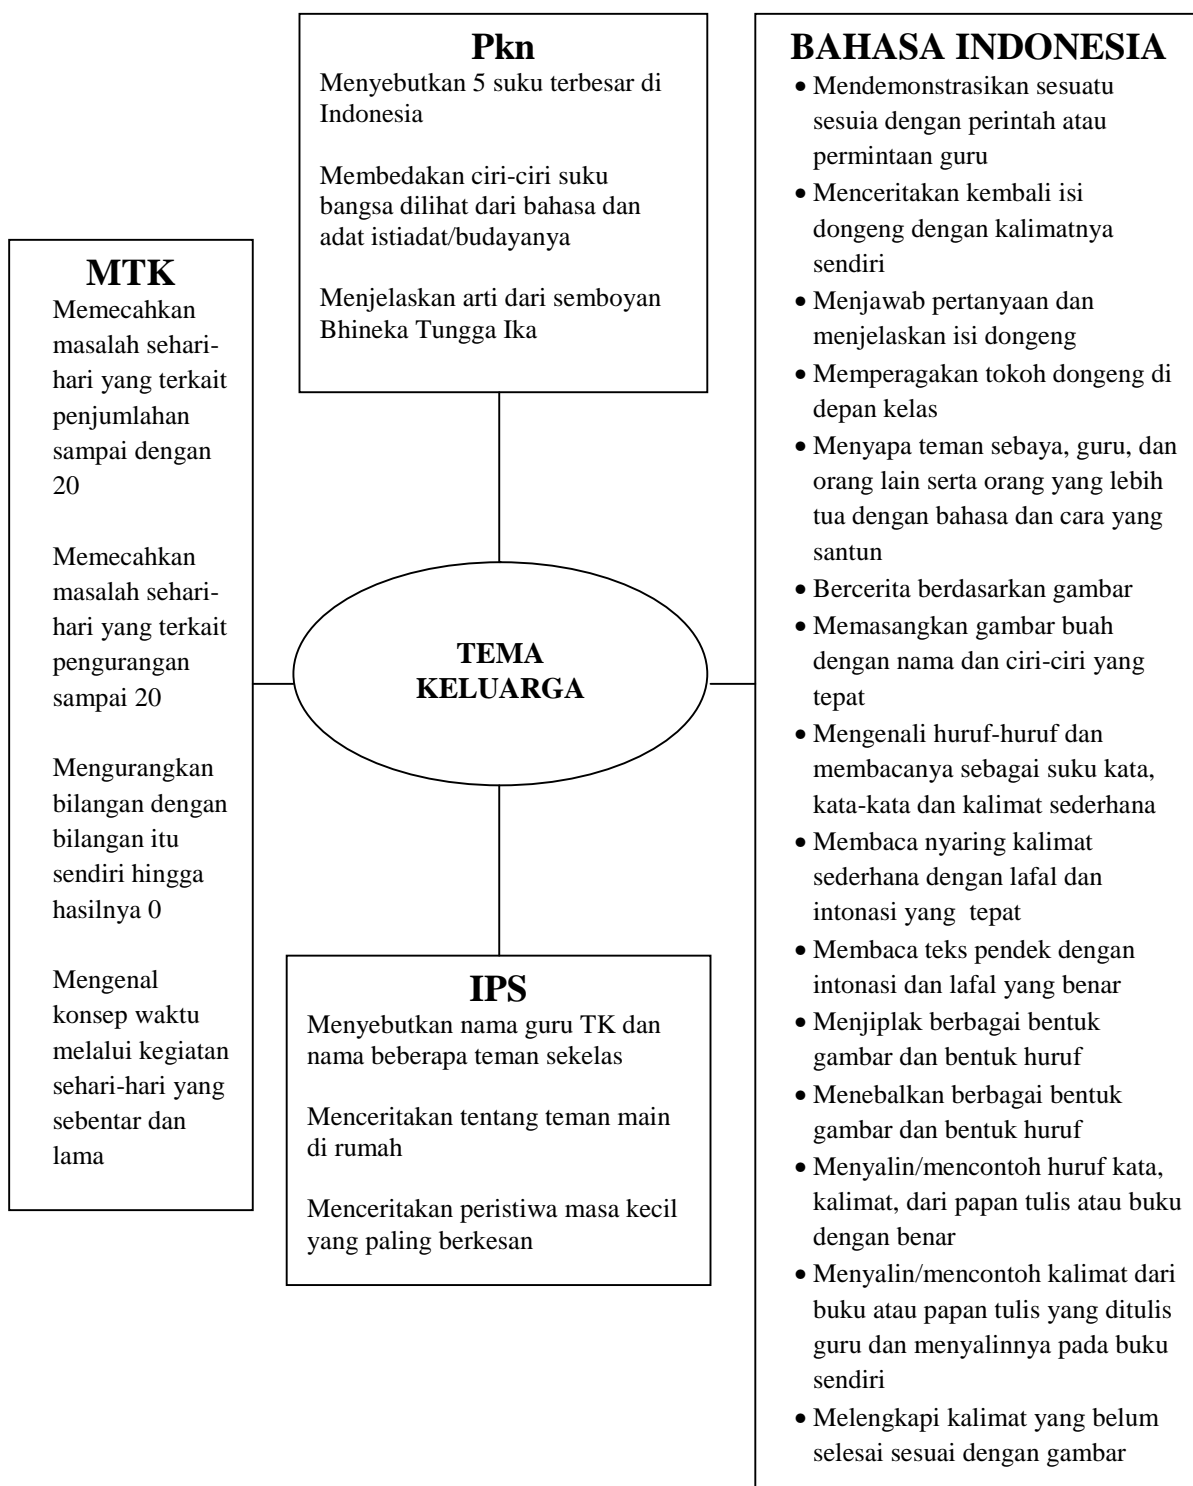 Pkn
Menyebutkan 5 suku terbesar di
Indonesia
Membedakan ciri-ciri suku
bangsa dilihat dari bahasa dan
adat istiadat/budayanya
Menjelaskan arti dari semboyan
Bhineka Tungga Ika
MTK
Memecahkan
masalah sehari-
hari yang terkait
penjumlahan
sampai dengan
20
Memecahkan
masalah sehari-
hari yang terkait
pengurangan
sampai 20
Mengurangkan
bilangan dengan
bilangan itu
sendiri hingga
hasilnya 0
Mengenal
konsep waktu
melalui kegiatan
sehari-hari yang
sebentar dan
lama
TEMA
KELUARGA
IPS
Menyebutkan nama guru TK dan
nama beberapa teman sekelas
Menceritakan tentang teman main
di rumah
Menceritakan peristiwa masa kecil
yang paling berkesan
BAHASA INDONESIA
• Mendemonstrasikan sesuatu
sesuia dengan perintah atau
permintaan guru
• Menceritakan kembali isi
dongeng dengan kalimatnya
sendiri
• Menjawab pertanyaan dan
menjelaskan isi dongeng
• Memperagakan tokoh dongeng di
depan kelas
• Menyapa teman sebaya, guru, dan
orang lain serta orang yang lebih
tua dengan bahasa dan cara yang
santun
• Bercerita berdasarkan gambar
• Memasangkan gambar buah
dengan nama dan ciri-ciri yang
tepat
• Mengenali huruf-huruf dan
membacanya sebagai suku kata,
kata-kata dan kalimat sederhana
• Membaca nyaring kalimat
sederhana dengan lafal dan
intonasi yang  tepat
• Membaca teks pendek dengan
intonasi dan lafal yang benar
• Menjiplak berbagai bentuk
gambar dan bentuk huruf
• Menebalkan berbagai bentuk
gambar dan bentuk huruf
• Menyalin/mencontoh huruf kata,
kalimat, dari papan tulis atau buku
dengan benar
• Menyalin/mencontoh kalimat dari
buku atau papan tulis yang ditulis
guru dan menyalinnya pada buku
sendiri
• Melengkapi kalimat yang belum
selesai sesuai dengan gambar